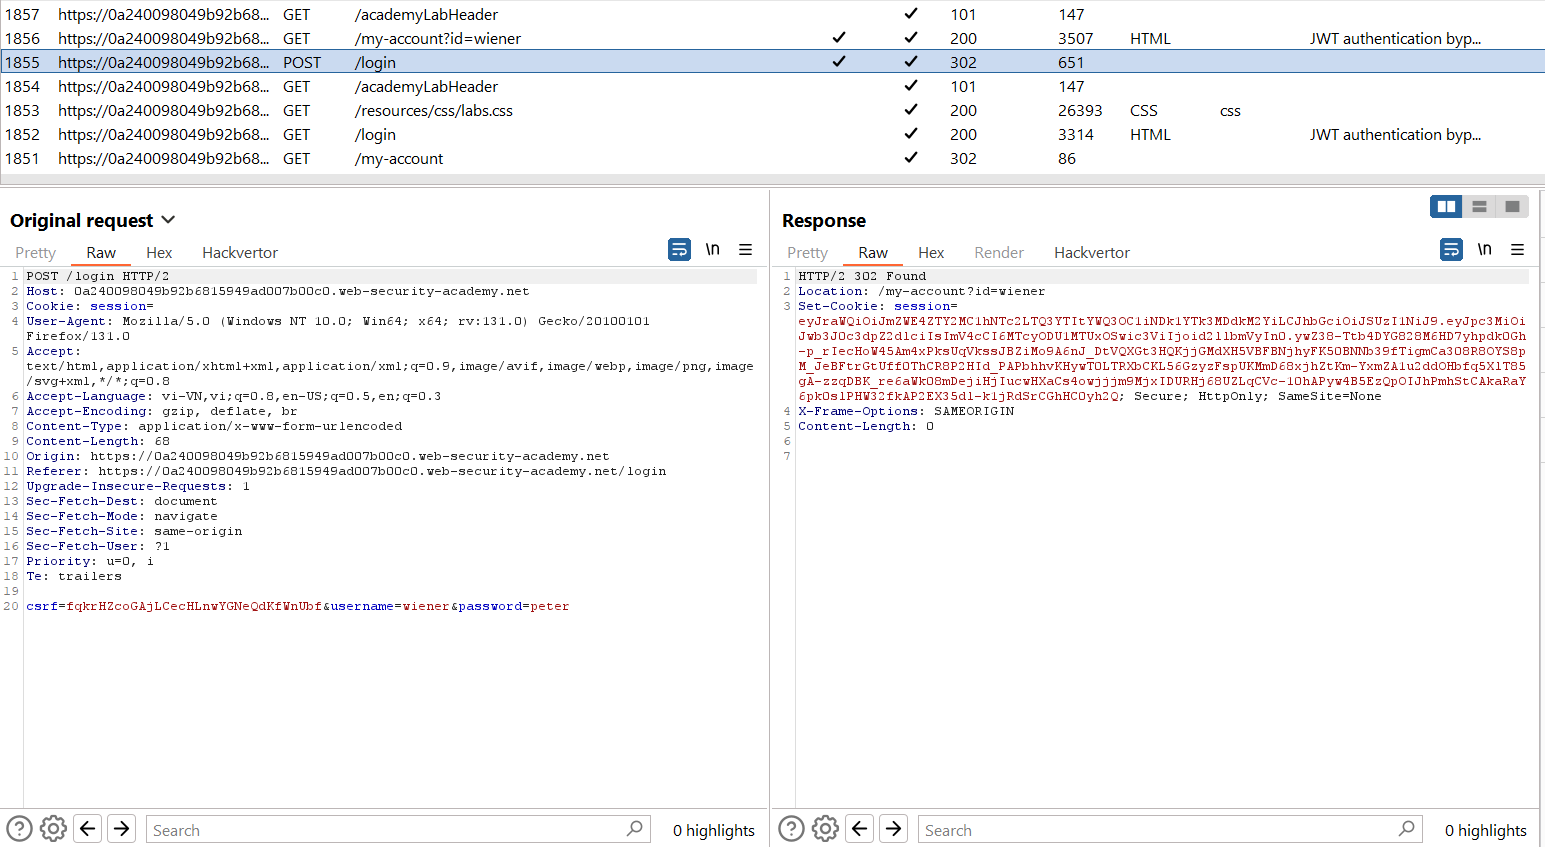 1857 https://0a240098049b92b68... GET /academyLabHeader ✓ 101 147
1856 https://0a240098049b92b68... GET /my-account?id=wiener ✓ ✓ 200 3507 HTML JWT authentication byp...
1855 https://0a240098049b92b68... POST /login ✓ ✓ 302 651
1854 https://0a240098049b92b68... GET /academyLabHeader ✓ 101 147
1853 https://0a240098049b92b68... GET /resources/css/labs.css ✓ 200 26393 CSS css
1852 https://0a240098049b92b68... GET /login ✓ 200 3314 HTML JWT authentication byp...
1851 https://0a240098049b92b68... GET /my-account ✓ 302 86
Original request
Pretty Raw Hex Hackvertor \n
1 POST /login HTTP/2
2 Host: 0a240098049b92b6815949ad007b00c0.web-security-academy.net
3 Cookie: session=
4 User-Agent: Mozilla/5.0 (Windows NT 10.0; Win64; x64; rv:131.0) Gecko/20100101
Firefox/131.0
5 Accept:
text/html,application/xhtml+xml,application/xml;q=0.9,image/avif,image/webp,image/png,image
/svg+xml,*/*;q=0.8
6 Accept-Language: vi-VN,vi;q=0.8,en-US;q=0.5,en;q=0.3
7 Accept-Encoding: gzip, deflate, br
8 Content-Type: application/x-www-form-urlencoded
9 Content-Length: 68
10 Origin: https://0a240098049b92b6815949ad007b00c0.web-security-academy.net
11 Referer: https://0a240098049b92b6815949ad007b00c0.web-security-academy.net/login
12 Upgrade-Insecure-Requests: 1
13 Sec-Fetch-Dest: document
14 Sec-Fetch-Mode: navigate
15 Sec-Fetch-Site: same-origin
16 Sec-Fetch-User: ?1
17 Priority: u=0, i
18 Te: trailers
19
20 csrf=fqkrHZcoGAjLCecHLnwYGNeQdKfWnUbf&username=wiener&password=peter
Search
0 highlights
Response
Pretty Raw Hex Render Hackvertor \n
1 HTTP/2 302 Found
2 Location: /my-account?id=wiener
3 Set-Cookie: session=
; Secure; HttpOnly; SameSite=None
4 X-Frame-Options: SAMEORIGIN
5 Content-Length: 0
6
7
Search
0 highlights